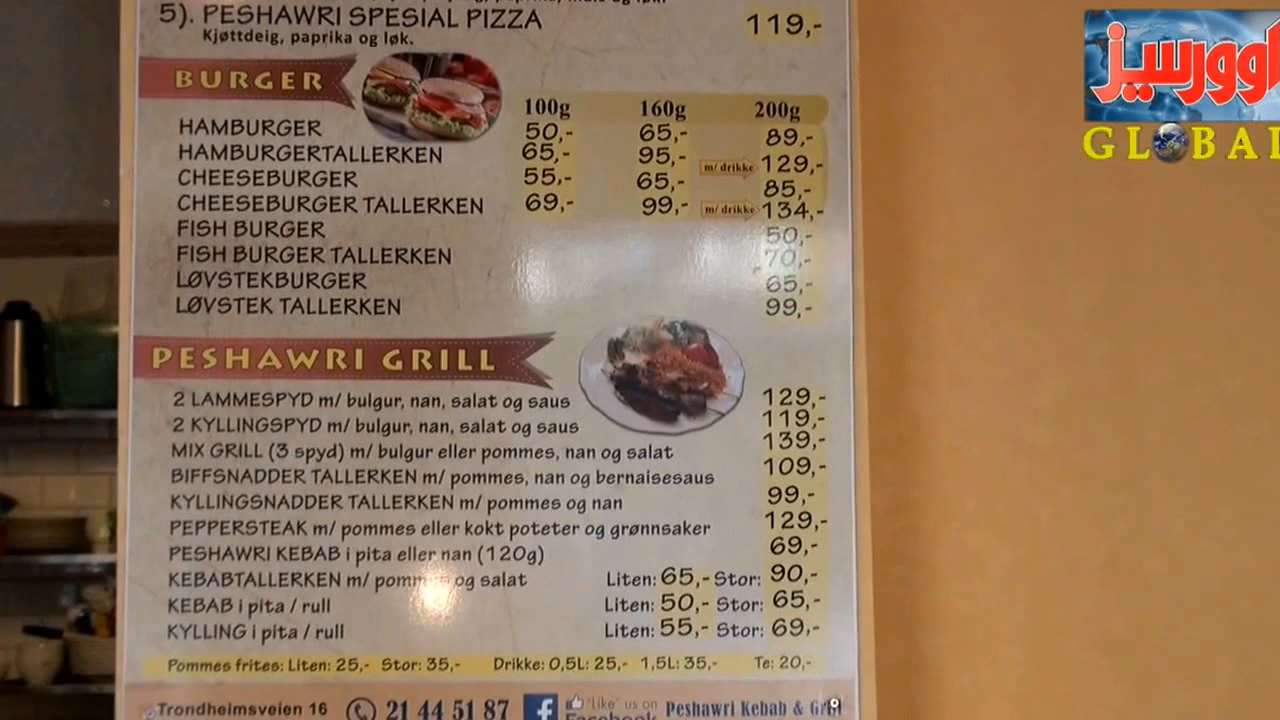 5). PESHAWRI SPESIAL PIZZA 119,-
Kjøttdeig, paprika og løk.
BURGER
100g 160g 200g
HAMBURGER 50,- 65,- 89,-
HAMBURGERTALLERKEN 65,- 95,- m/ drikke 129,-
CHEESEBURGER 55,- 65,- 85,-
CHEESEBURGER TALLERKEN 69,- 99,- m/ drikke 134,-
FISH BURGER 50,-
FISH BURGER TALLERKEN 70,-
LØVSTEKBURGER 65,-
LØVSTEK TALLERKEN 99,-
PESHAWRI GRILL
2 LAMMESPYD m/ bulgur, nan, salat og saus 129,-
2 KYLLINGSPYD m/ bulgur, nan, salat og saus 119,-
MIX GRILL (3 spyd) m/ bulgur eller pommes, nan og salat 139,-
BIFFSNADDER TALLERKEN m/ pommes, nan og bernaisesaus 109,-
KYLLINGSNADDER TALLERKEN m/ pommes og nan 99,-
PEPPERSTEAK m/ pommes eller kokt poteter og grønnsaker 129,-
PESHAWRI KEBAB i pita eller nan (120g) 69,-
KEBABTALLERKEN m/ pommes og salat Liten: 65,- Stor: 90,-
KEBAB i pita / rull Liten: 50,- Stor: 65,-
KYLLING i pita / rull Liten: 55,- Stor: 69,-
Pommes frites: Liten: 25,- Stor: 35,- Drikke: 0,5L: 25,- 1,5L: 35,- Te: 20,-
Trondheimsveien 16 21 44 51 87 "Like" us on Facebook Peshawri Kebab & Grill
اوورسیز
GLOBAL